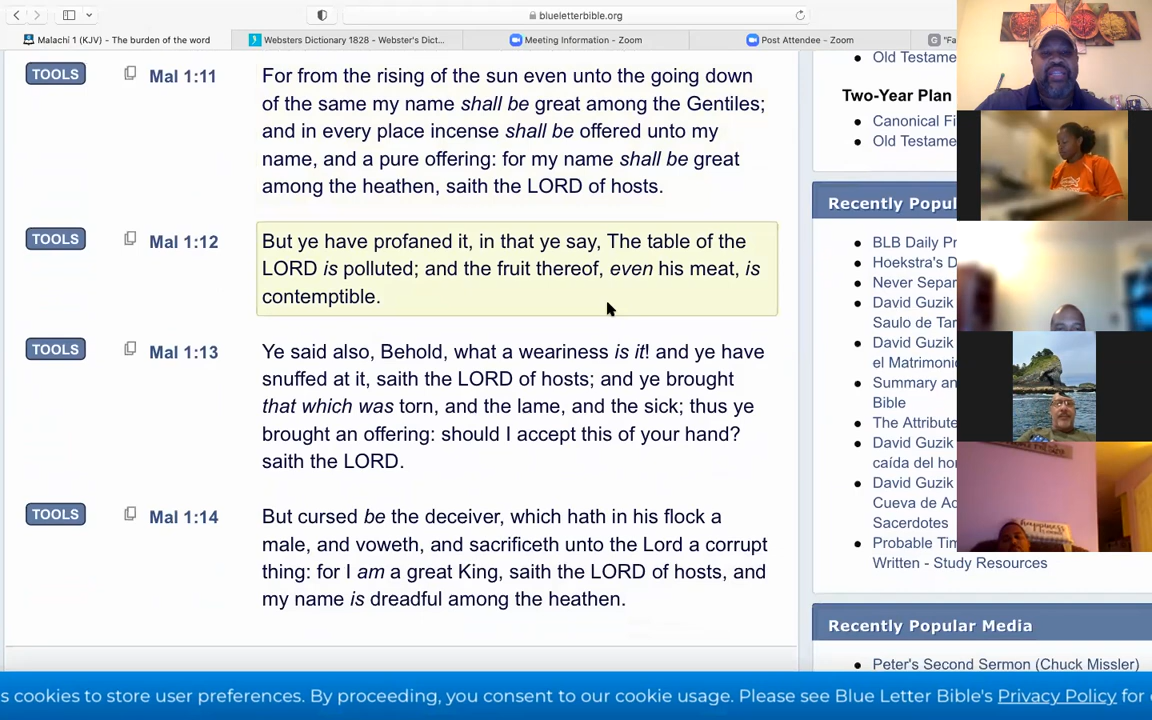 blueletterbible.org
Malachi 1 (KJV) - The burden of the word
Websters Dictionary 1828 - Webster's Dict...
Meeting Information - Zoom
Post Attendee - Zoom
TOOLS
Mal 1:11
For from the rising of the sun even unto the going down
of the same my name shall be great among the Gentiles;
and in every place incense shall be offered unto my
name, and a pure offering: for my name shall be great
among the heathen, saith the LORD of hosts.
TOOLS
Mal 1:12
But ye have profaned it, in that ye say, The table of the
LORD is polluted; and the fruit thereof, even his meat, is
contemptible.
TOOLS
Mal 1:13
Ye said also, Behold, what a weariness is it! and ye have
snuffed at it, saith the LORD of hosts; and ye brought
that which was torn, and the lame, and the sick; thus ye
brought an offering: should I accept this of your hand?
saith the LORD.
TOOLS
Mal 1:14
But cursed be the deceiver, which hath in his flock a
male, and voweth, and sacrificeth unto the Lord a corrupt
thing: for I am a great King, saith the LORD of hosts, and
my name is dreadful among the heathen.
Old Testame
Two-Year Plan
Canonical Fi
Old Testame
Recently Popul
BLB Daily Pr
Hoekstra's D
Never Separ
David Guzik
Saulo de Tar
David Guzik
el Matrimoni
Summary an
Bible
The Attribute
David Guzik
caída del ho
David Guzik
Cueva de Ad
Sacerdotes
Probable Tim
Written - Study Resources
Recently Popular Media
Peter's Second Sermon (Chuck Missler)
happiness
s cookies to store user preferences. By proceeding, you consent to our cookie usage. Please see Blue Letter Bible's Privacy Policy for